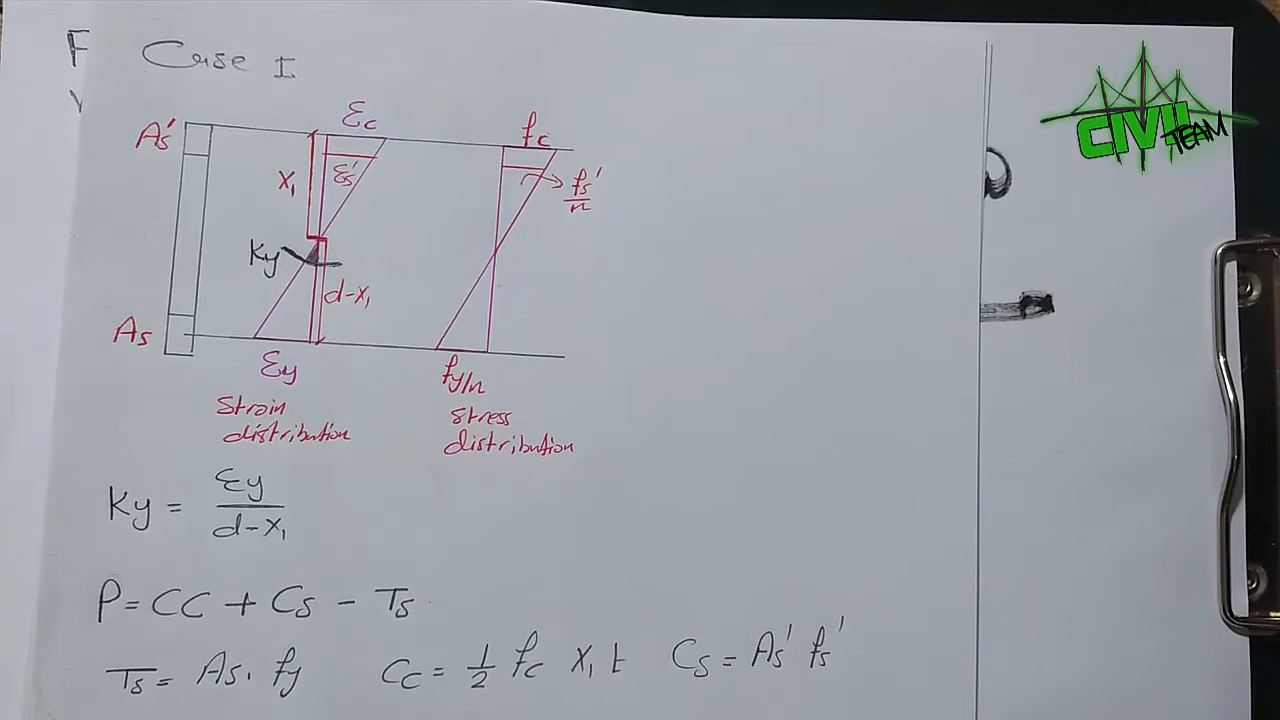 F Case I
CIVIL TEAM
As'
εc
fc
X₁
εs'
fs'/n
Ky
d-X₁
As
εy
fy/n
Strain
distribution
stress
distribution
Ky = εy / d-X₁
P = CC + Cs - Ts
Ts = As . fy Cc = 1/2 fc X₁ t Cs = As' fs'